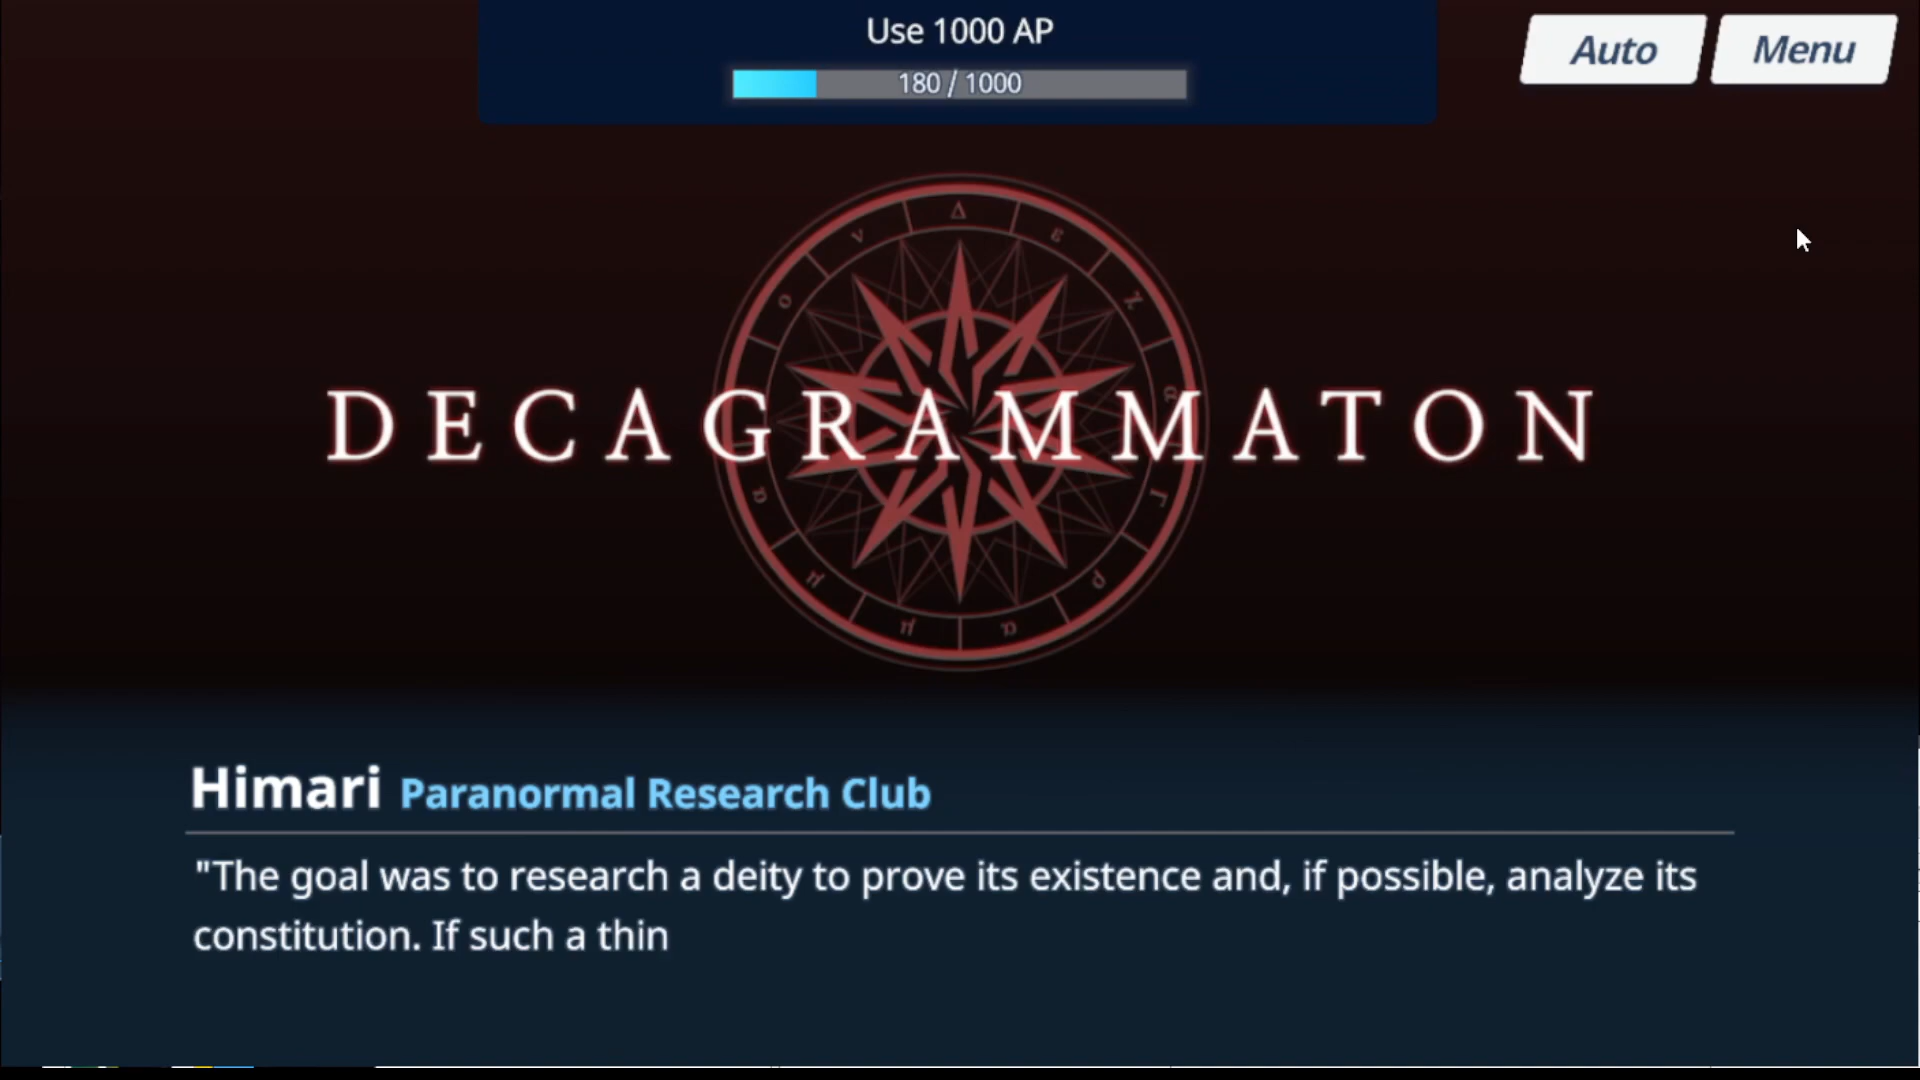 Use 1000 AP
180 / 1000
Auto
Menu
DECAGRAMMATON
Himari Paranormal Research Club
"The goal was to research a deity to prove its existence and, if possible, analyze its
constitution. If such a thin